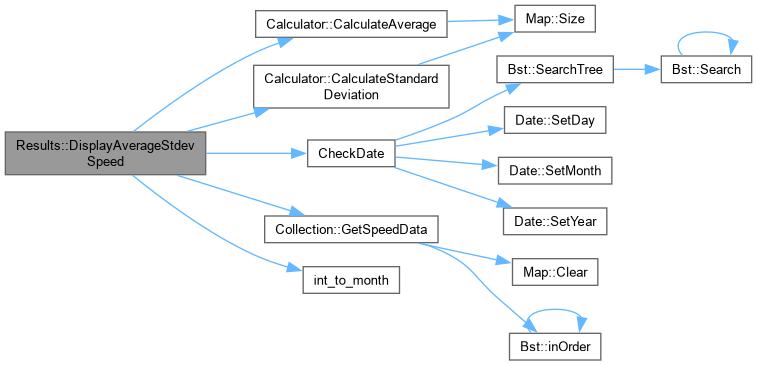 Results::DisplayAverageStdev
Speed
Calculator::CalculateAverage
Map::Size
Calculator::CalculateStandard
Deviation
CheckDate
Bst::SearchTree
Bst::Search
Date::SetDay
Date::SetMonth
Date::SetYear
Collection::GetSpeedData
Map::Clear
Bst::inOrder
int_to_month